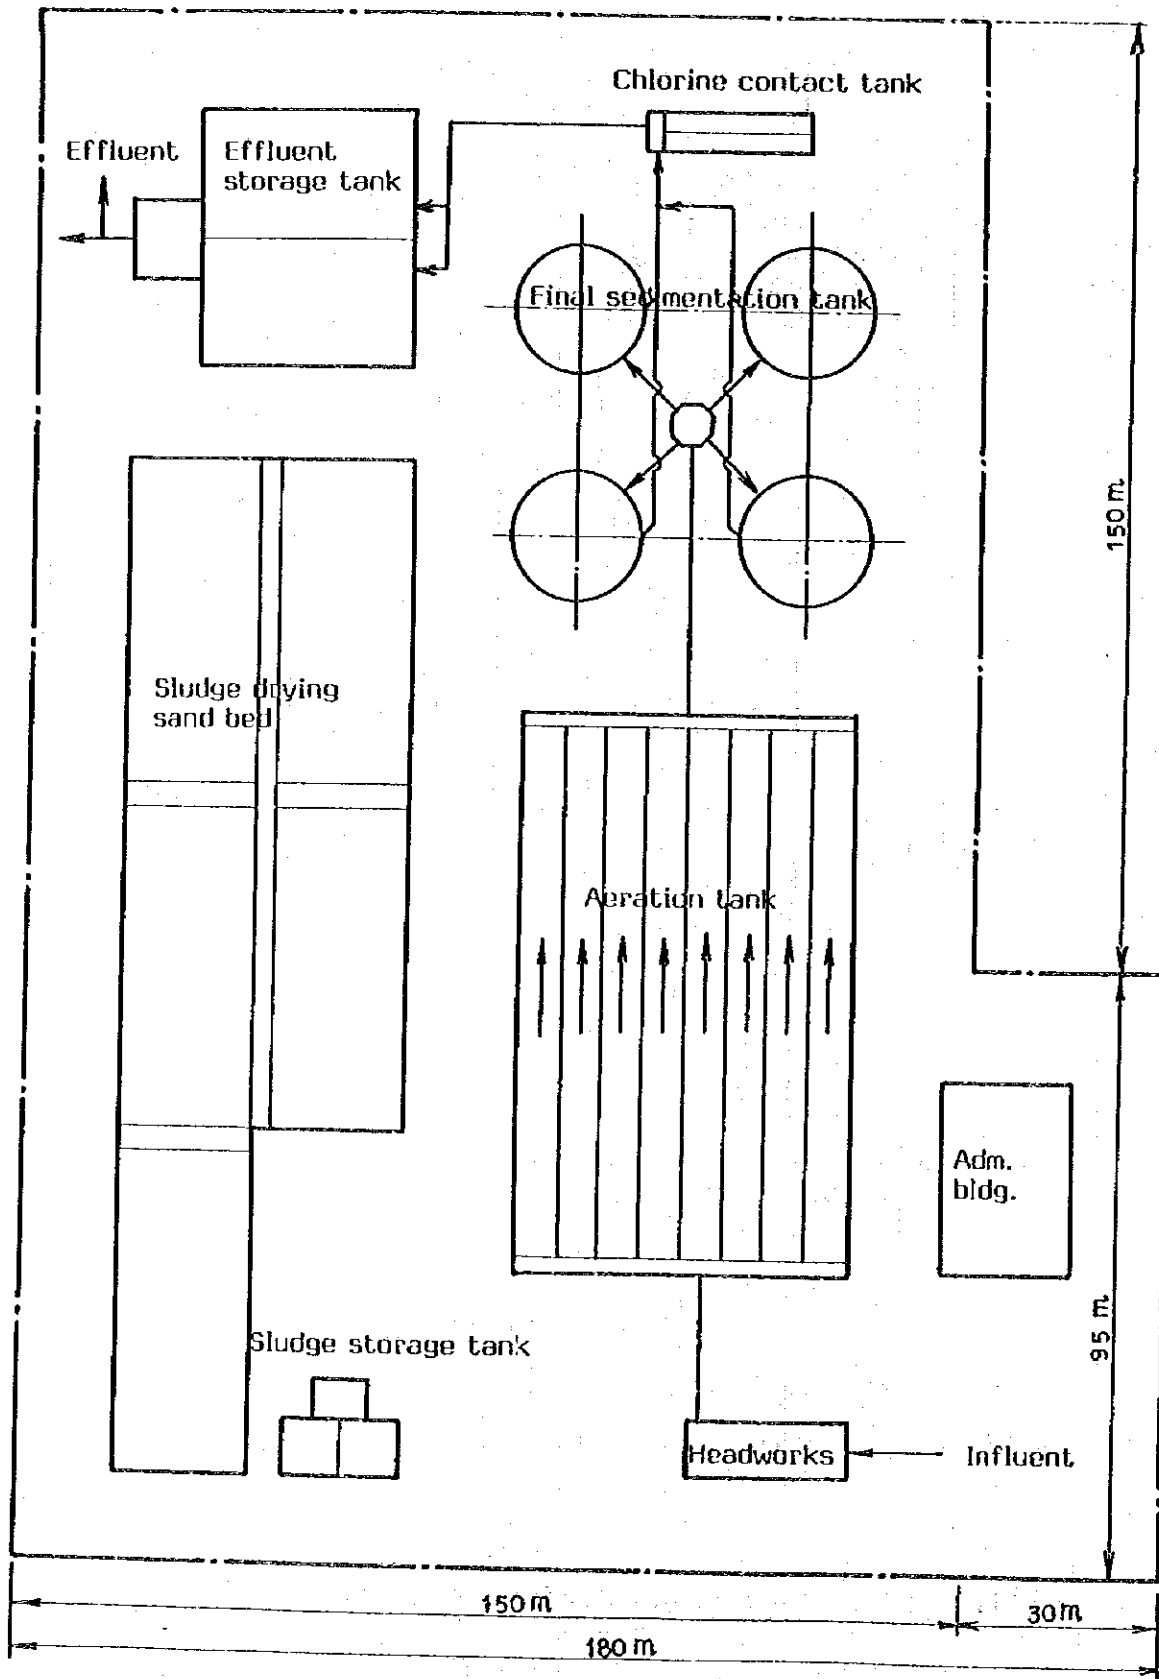 Chlorine contact tank
Effluent
Effluent
storage tank
Final sedimentation tank
150 m
Sludge drying
sand bed
Aeration tank
Adm.
bldg.
95 m
Sludge storage tank
Headworks
Influent
150 m
30 m
180 m